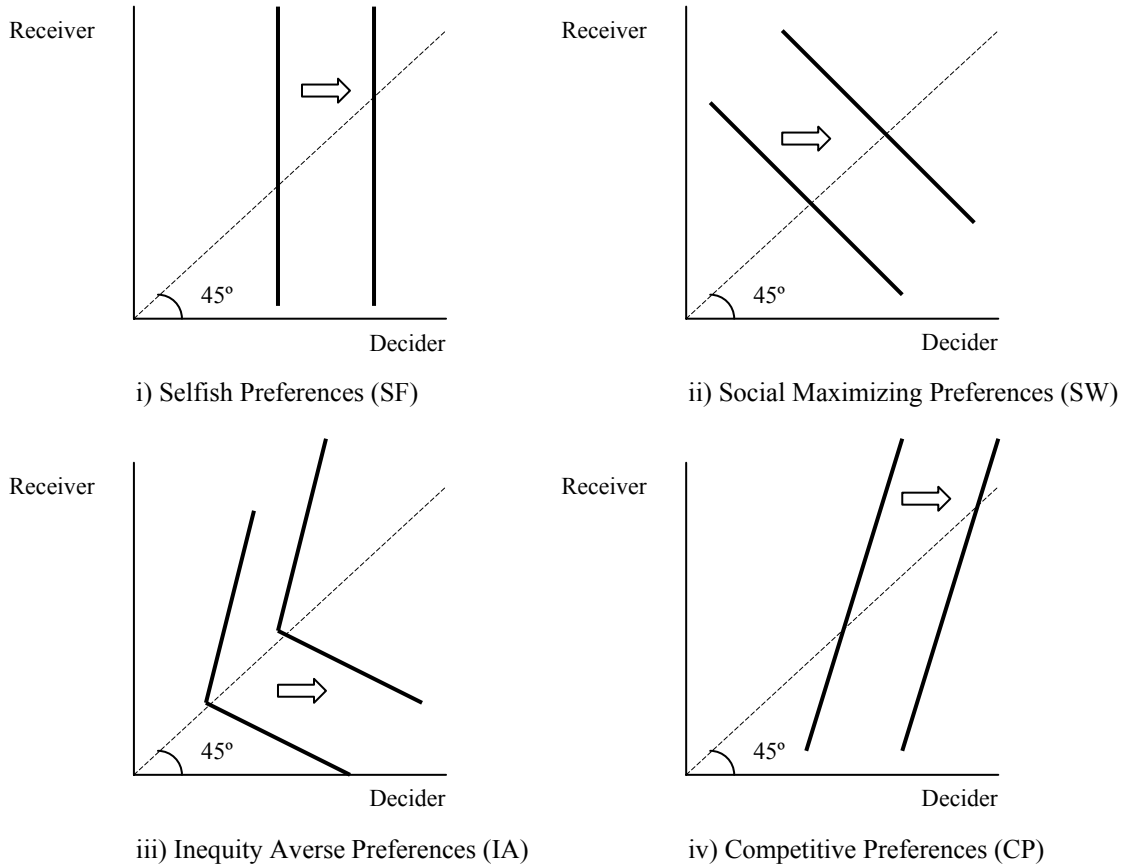 Receiver
45º
Decider
i) Selfish Preferences (SF)
Receiver
45º
Decider
ii) Social Maximizing Preferences (SW)
Receiver
45º
Decider
iii) Inequity Averse Preferences (IA)
Receiver
45º
Decider
iv) Competitive Preferences (CP)